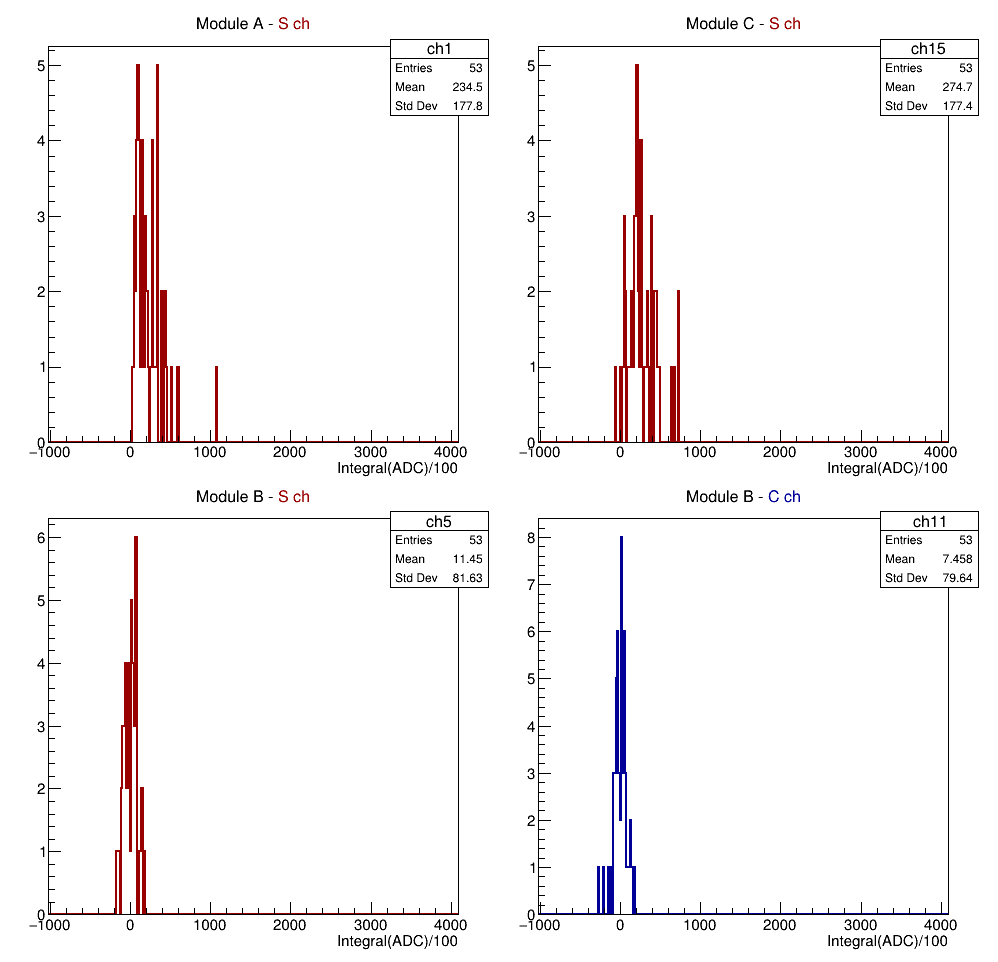 Module A - S ch
ch1
Entries 53
Mean 234.5
Std Dev 177.8
5
4
3
2
1
0
−1000 0 1000 2000 3000 4000
Integral(ADC)/100
Module C - S ch
ch15
Entries 53
Mean 274.7
Std Dev 177.4
5
4
3
2
1
0
−1000 0 1000 2000 3000 4000
Integral(ADC)/100
Module B - S ch
ch5
Entries 53
Mean 11.45
Std Dev 81.63
6
5
4
3
2
1
0
−1000 0 1000 2000 3000 4000
Integral(ADC)/100
Module B - C ch
ch11
Entries 53
Mean 7.458
Std Dev 79.64
8
7
6
5
4
3
2
1
0
−1000 0 1000 2000 3000 4000
Integral(ADC)/100